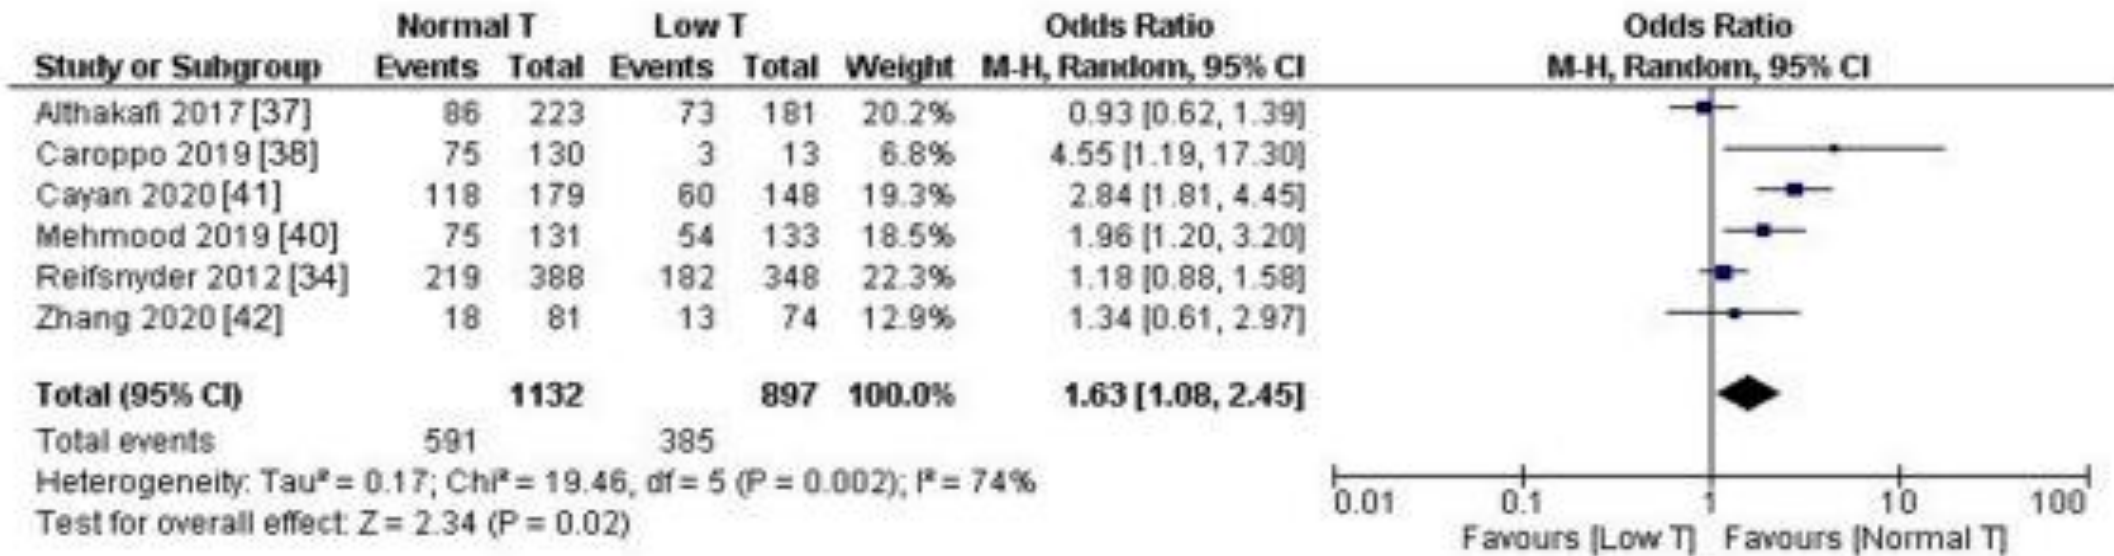 Normal T Low T Odds Ratio Odds Ratio
Study or Subgroup Events Total Events Total Weight M-H, Random, 95% CI M-H, Random, 95% CI
Althakafi 2017 [37] 86 223 73 181 20.2% 0.93 [0.62, 1.39]
Caroppo 2019 [38] 75 130 3 13 6.8% 4.55 [1.19, 17.30]
Cayan 2020 [41] 118 179 60 148 19.3% 2.84 [1.81, 4.45]
Mehmood 2019 [40] 75 131 54 133 18.5% 1.96 [1.20, 3.20]
Reifsnyder 2012 [34] 219 388 182 348 22.3% 1.18 [0.88, 1.58]
Zhang 2020 [42] 18 81 13 74 12.9% 1.34 [0.61, 2.97]
Total (95% CI) 1132 897 100.0% 1.63 [1.08, 2.45]
Total events 591 385
Heterogeneity: Tau² = 0.17; Chi² = 19.46, df = 5 (P = 0.002); I² = 74%
Test for overall effect: Z = 2.34 (P = 0.02)
0.01 0.1 1 10 100
Favours [Low T] Favours [Normal T]